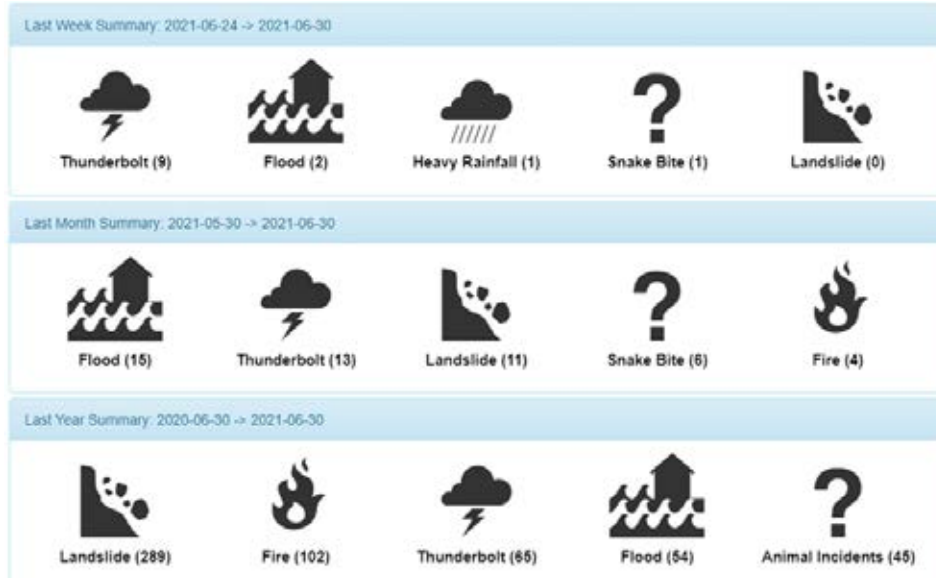 Last Week Summary: 2021-06-24 -> 2021-06-30
Thunderbolt (9) Flood (2) Heavy Rainfall (1) Snake Bite (1) Landslide (0)
Last Month Summary: 2021-05-30 -> 2021-06-30
Flood (15) Thunderbolt (13) Landslide (11) Snake Bite (6) Fire (4)
Last Year Summary: 2020-06-30 -> 2021-06-30
Landslide (289) Fire (102) Thunderbolt (65) Flood (54) Animal Incidents (45)